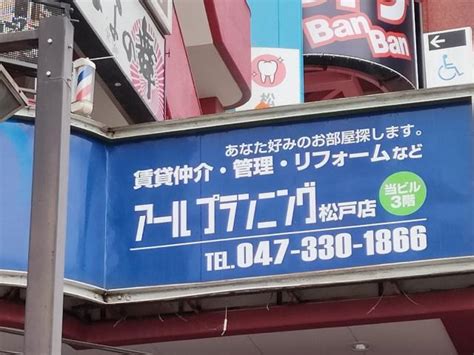 BanBan
Ban
Ban
あなた好みのお部屋探します。
賃貸仲介・管理・リフォームなど
アールプランニング松戸店
当ビル
3階
TEL.047-330-1866